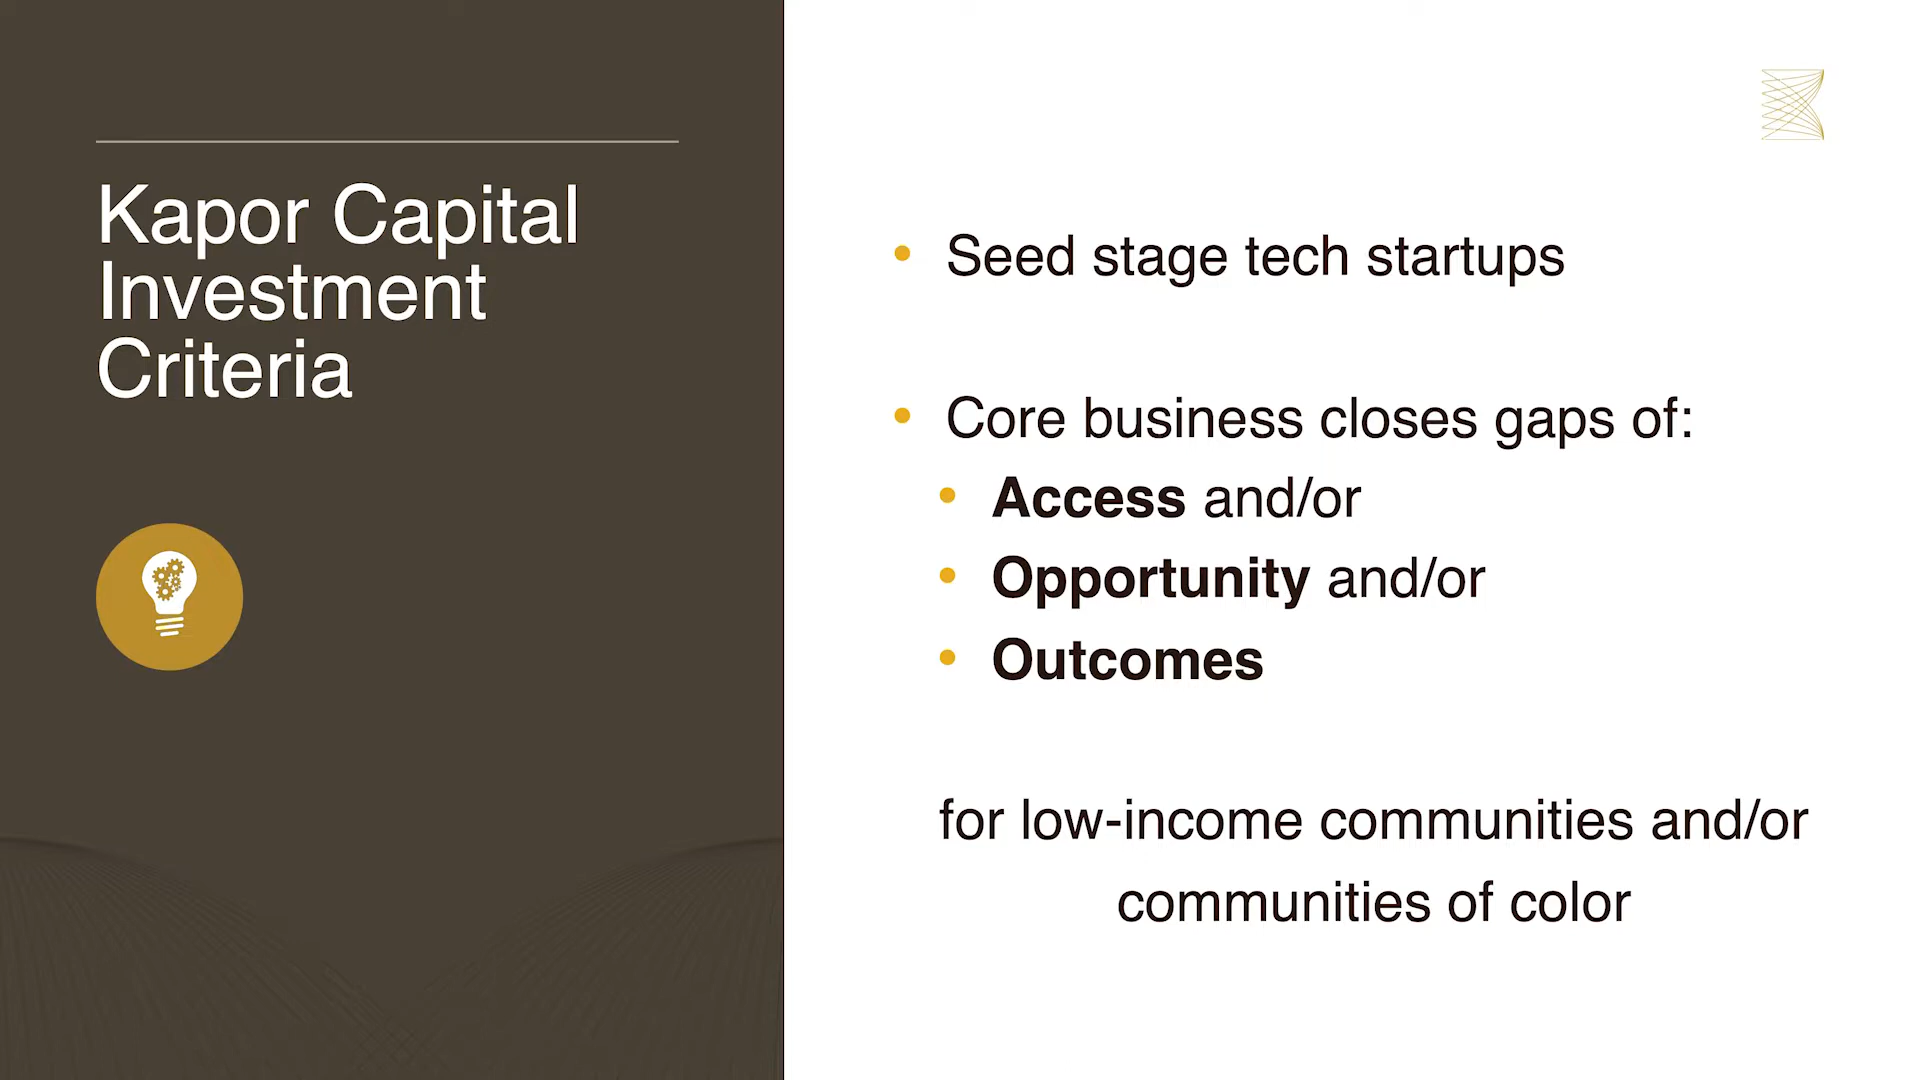 Kapor Capital
Investment
Criteria
• Seed stage tech startups
• Core business closes gaps of:
• Access and/or
• Opportunity and/or
• Outcomes
for low-income communities and/or
communities of color